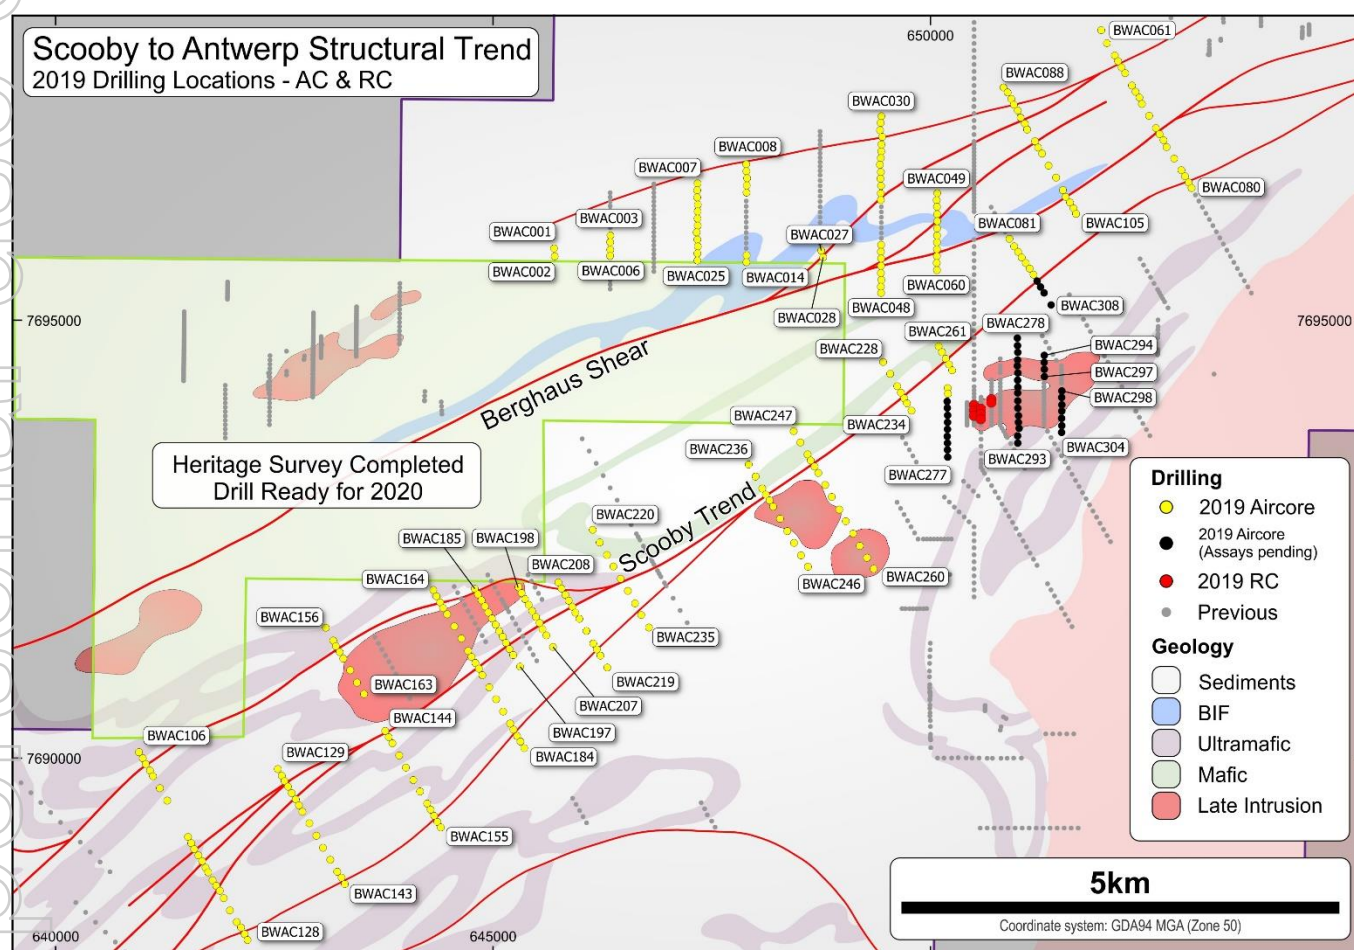 Scooby to Antwerp Structural Trend
2019 Drilling Locations - AC & RC
650000
BWAC061
BWAC088
BWAC030
BWAC008
BWAC007
BWAC049
BWAC080
BWAC003
BWAC001
BWAC027
BWAC081
BWAC105
BWAC002
BWAC006
BWAC025
BWAC014
BWAC060
BWAC048
BWAC308
BWAC028
7695000
BWAC261
BWAC278
7695000
BWAC228
BWAC294
BWAC297
Berghaus Shear
BWAC298
BWAC247
BWAC234
BWAC236
BWAC304
BWAC293
BWAC277
Heritage Survey Completed
Drill Ready for 2020
Scooby Trend
BWAC220
BWAC185
BWAC198
BWAC208
BWAC164
BWAC246
BWAC260
BWAC156
BWAC235
BWAC163
BWAC219
BWAC207
BWAC144
BWAC197
BWAC106
BWAC129
BWAC184
7690000
BWAC155
BWAC143
BWAC128
640000
645000
Drilling
2019 Aircore
2019 Aircore
(Assays pending)
2019 RC
Previous
Geology
Sediments
BIF
Ultramafic
Mafic
Late Intrusion
5km
Coordinate system: GDA94 MGA (Zone 50)